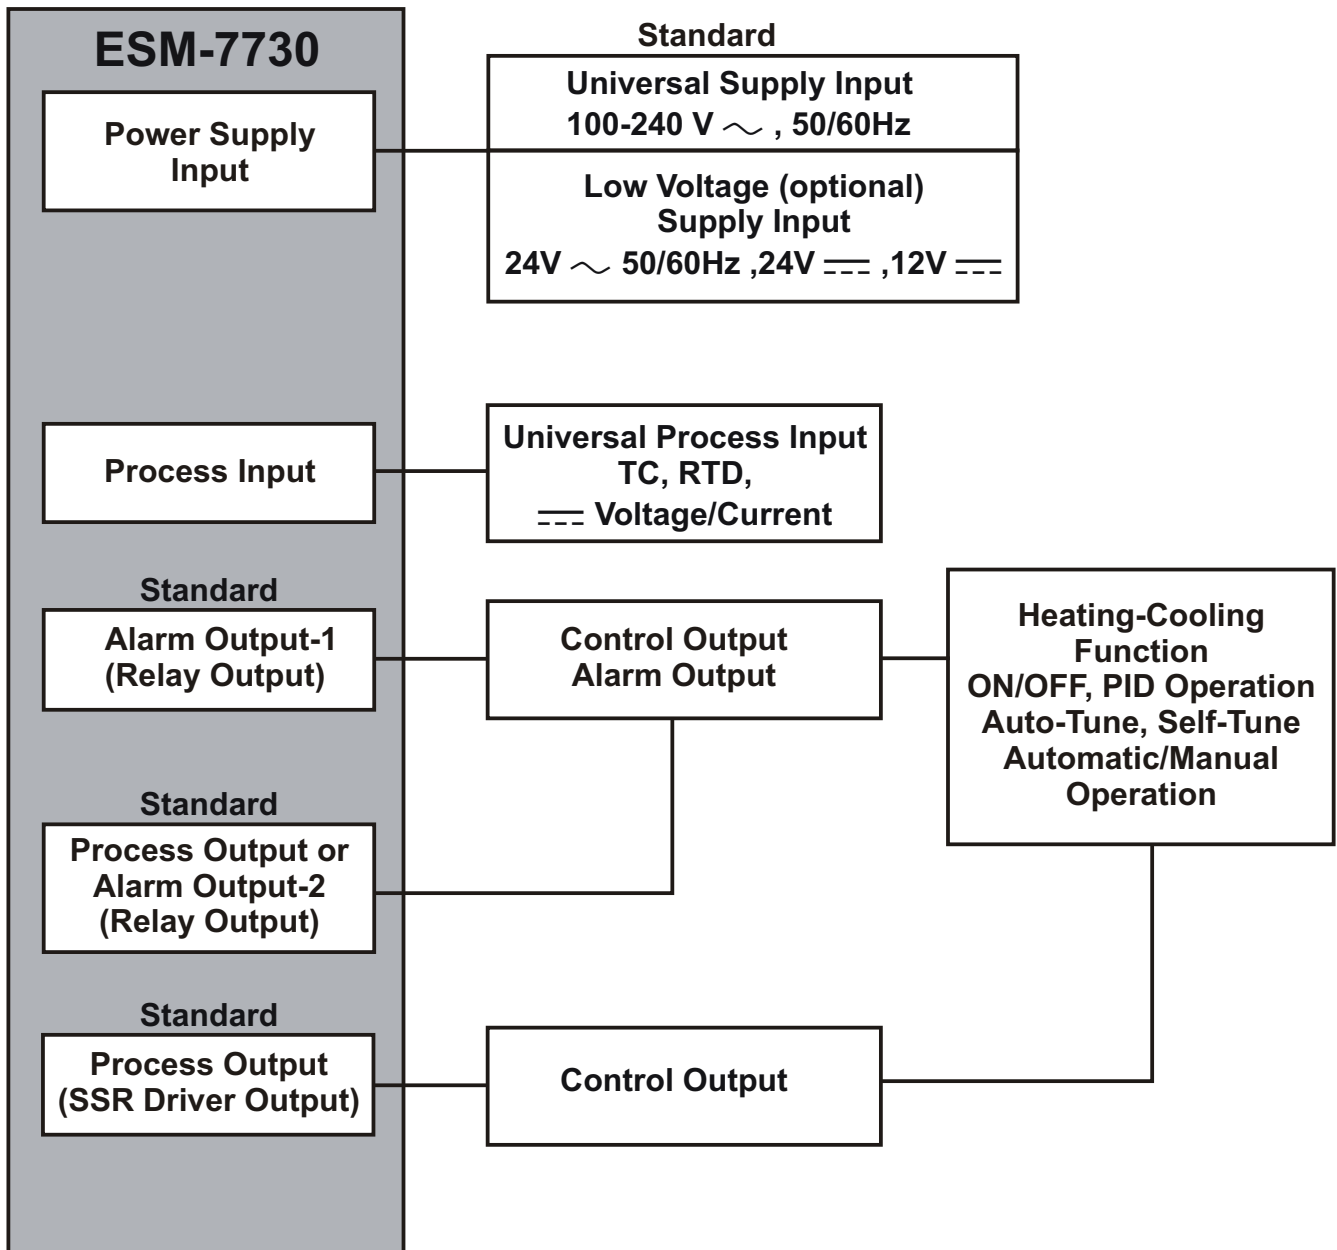 ESM-7730
Power Supply
Input
Standard
Universal Supply Input
100-240 V ～ , 50/60Hz
Low Voltage (optional)
Supply Input
24V ～ 50/60Hz ,24V ⎓ ,12V ⎓
Process Input
Universal Process Input
TC, RTD,
⎓ Voltage/Current
Standard
Alarm Output-1
(Relay Output)
Control Output
Alarm Output
Heating-Cooling
Function
ON/OFF, PID Operation
Auto-Tune, Self-Tune
Automatic/Manual
Operation
Standard
Process Output or
Alarm Output-2
(Relay Output)
Standard
Process Output
(SSR Driver Output)
Control Output